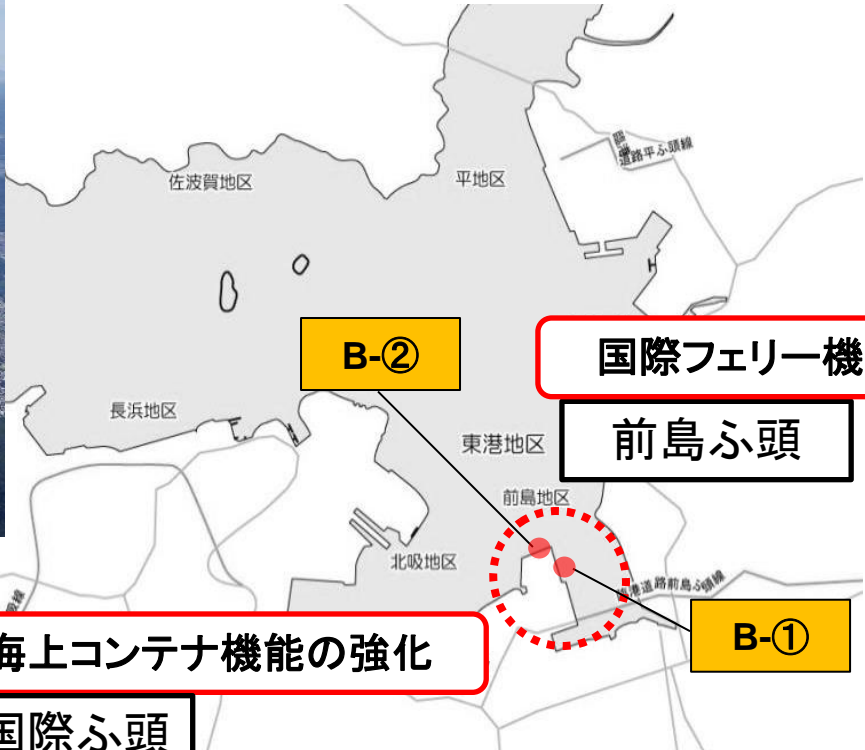 道路平ふ頭線
佐波賀地区
平地区
B-②
国際フェリー機
前島ふ頭
長浜地区
東港地区
前島地区
北吸地区
臨港道路前島ふ頭線
B-①
海上コンテナ機能の強化
国際ふ頭